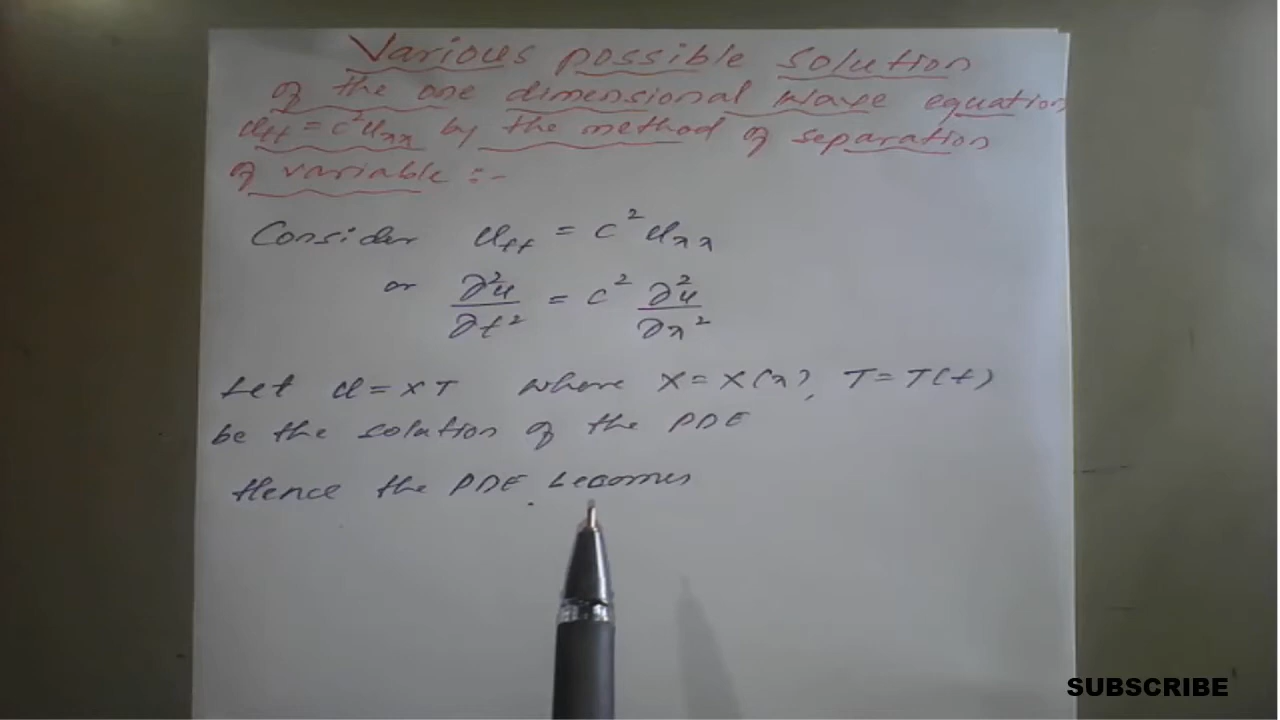 Various possible solution
of the one dimensional wave equation
u_tt = c²u_xx by the method of separation
of variable :-
Consider u_tt = c² u_xx
or ∂²u/∂t² = c² ∂²u/∂x²
Let u = XT where X = X(x), T = T(t)
be the solution of the PDE
Hence the PDE becomes
SUBSCRIBE